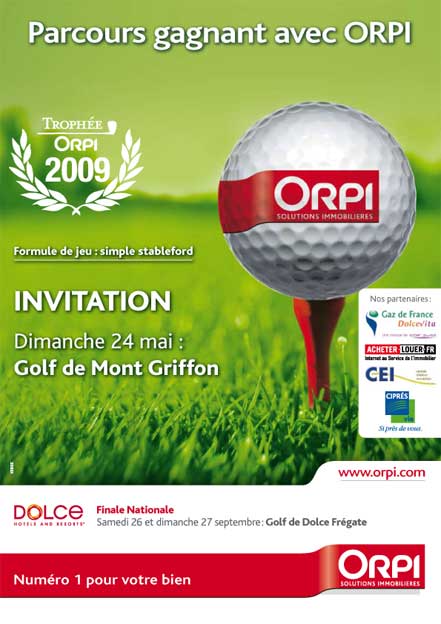 Parcours gagnant avec ORPI
TROPHÉE
ORPI
2009
ORPI
SOLUTIONS IMMOBILIERES
Formule de jeu : simple stableford
INVITATION
Dimanche 24 mai :
Golf de Mont Griffon
Nos partenaires :
Gaz de France
DolceVita
ACHETER-LOUER.FR
Internet au Service de l'Immobilier
CEI
CIPRÉS
vie
Si près de vous.
www.orpi.com
DOLCE
HOTELS AND RESORTS
Finale Nationale
Samedi 26 et dimanche 27 septembre : Golf de Dolce Frégate
Numéro 1 pour votre bien
ORPI
SOLUTIONS IMMOBILIERES